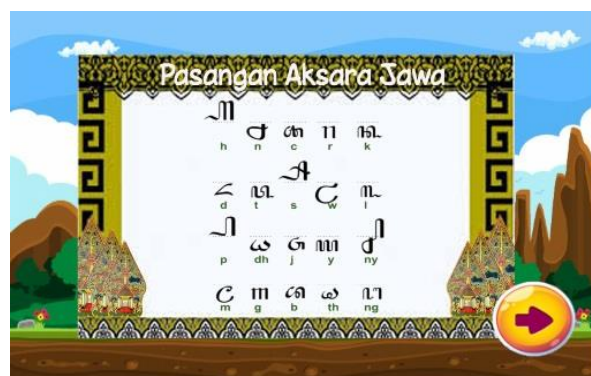 Pasangan Aksara Jawa
꧀ꦲ ꧀ꦤ ꧀ꦕ ꧀ꦫ ꧀ꦏ
h n c r k
꧀ꦢ ꧀ꦠ ꧀ꦱ ꧀ꦮ ꧀ꦭ
d t s w l
꧀ꦥ ꧀ꦝ ꧀ꦗ ꧀ꦪ ꧀ꦚ
p dh j y ny
꧀ꦩ ꧀ꦒ ꧀ꦧ ꧀ꦛ ꧀ꦔ
m g b th ng